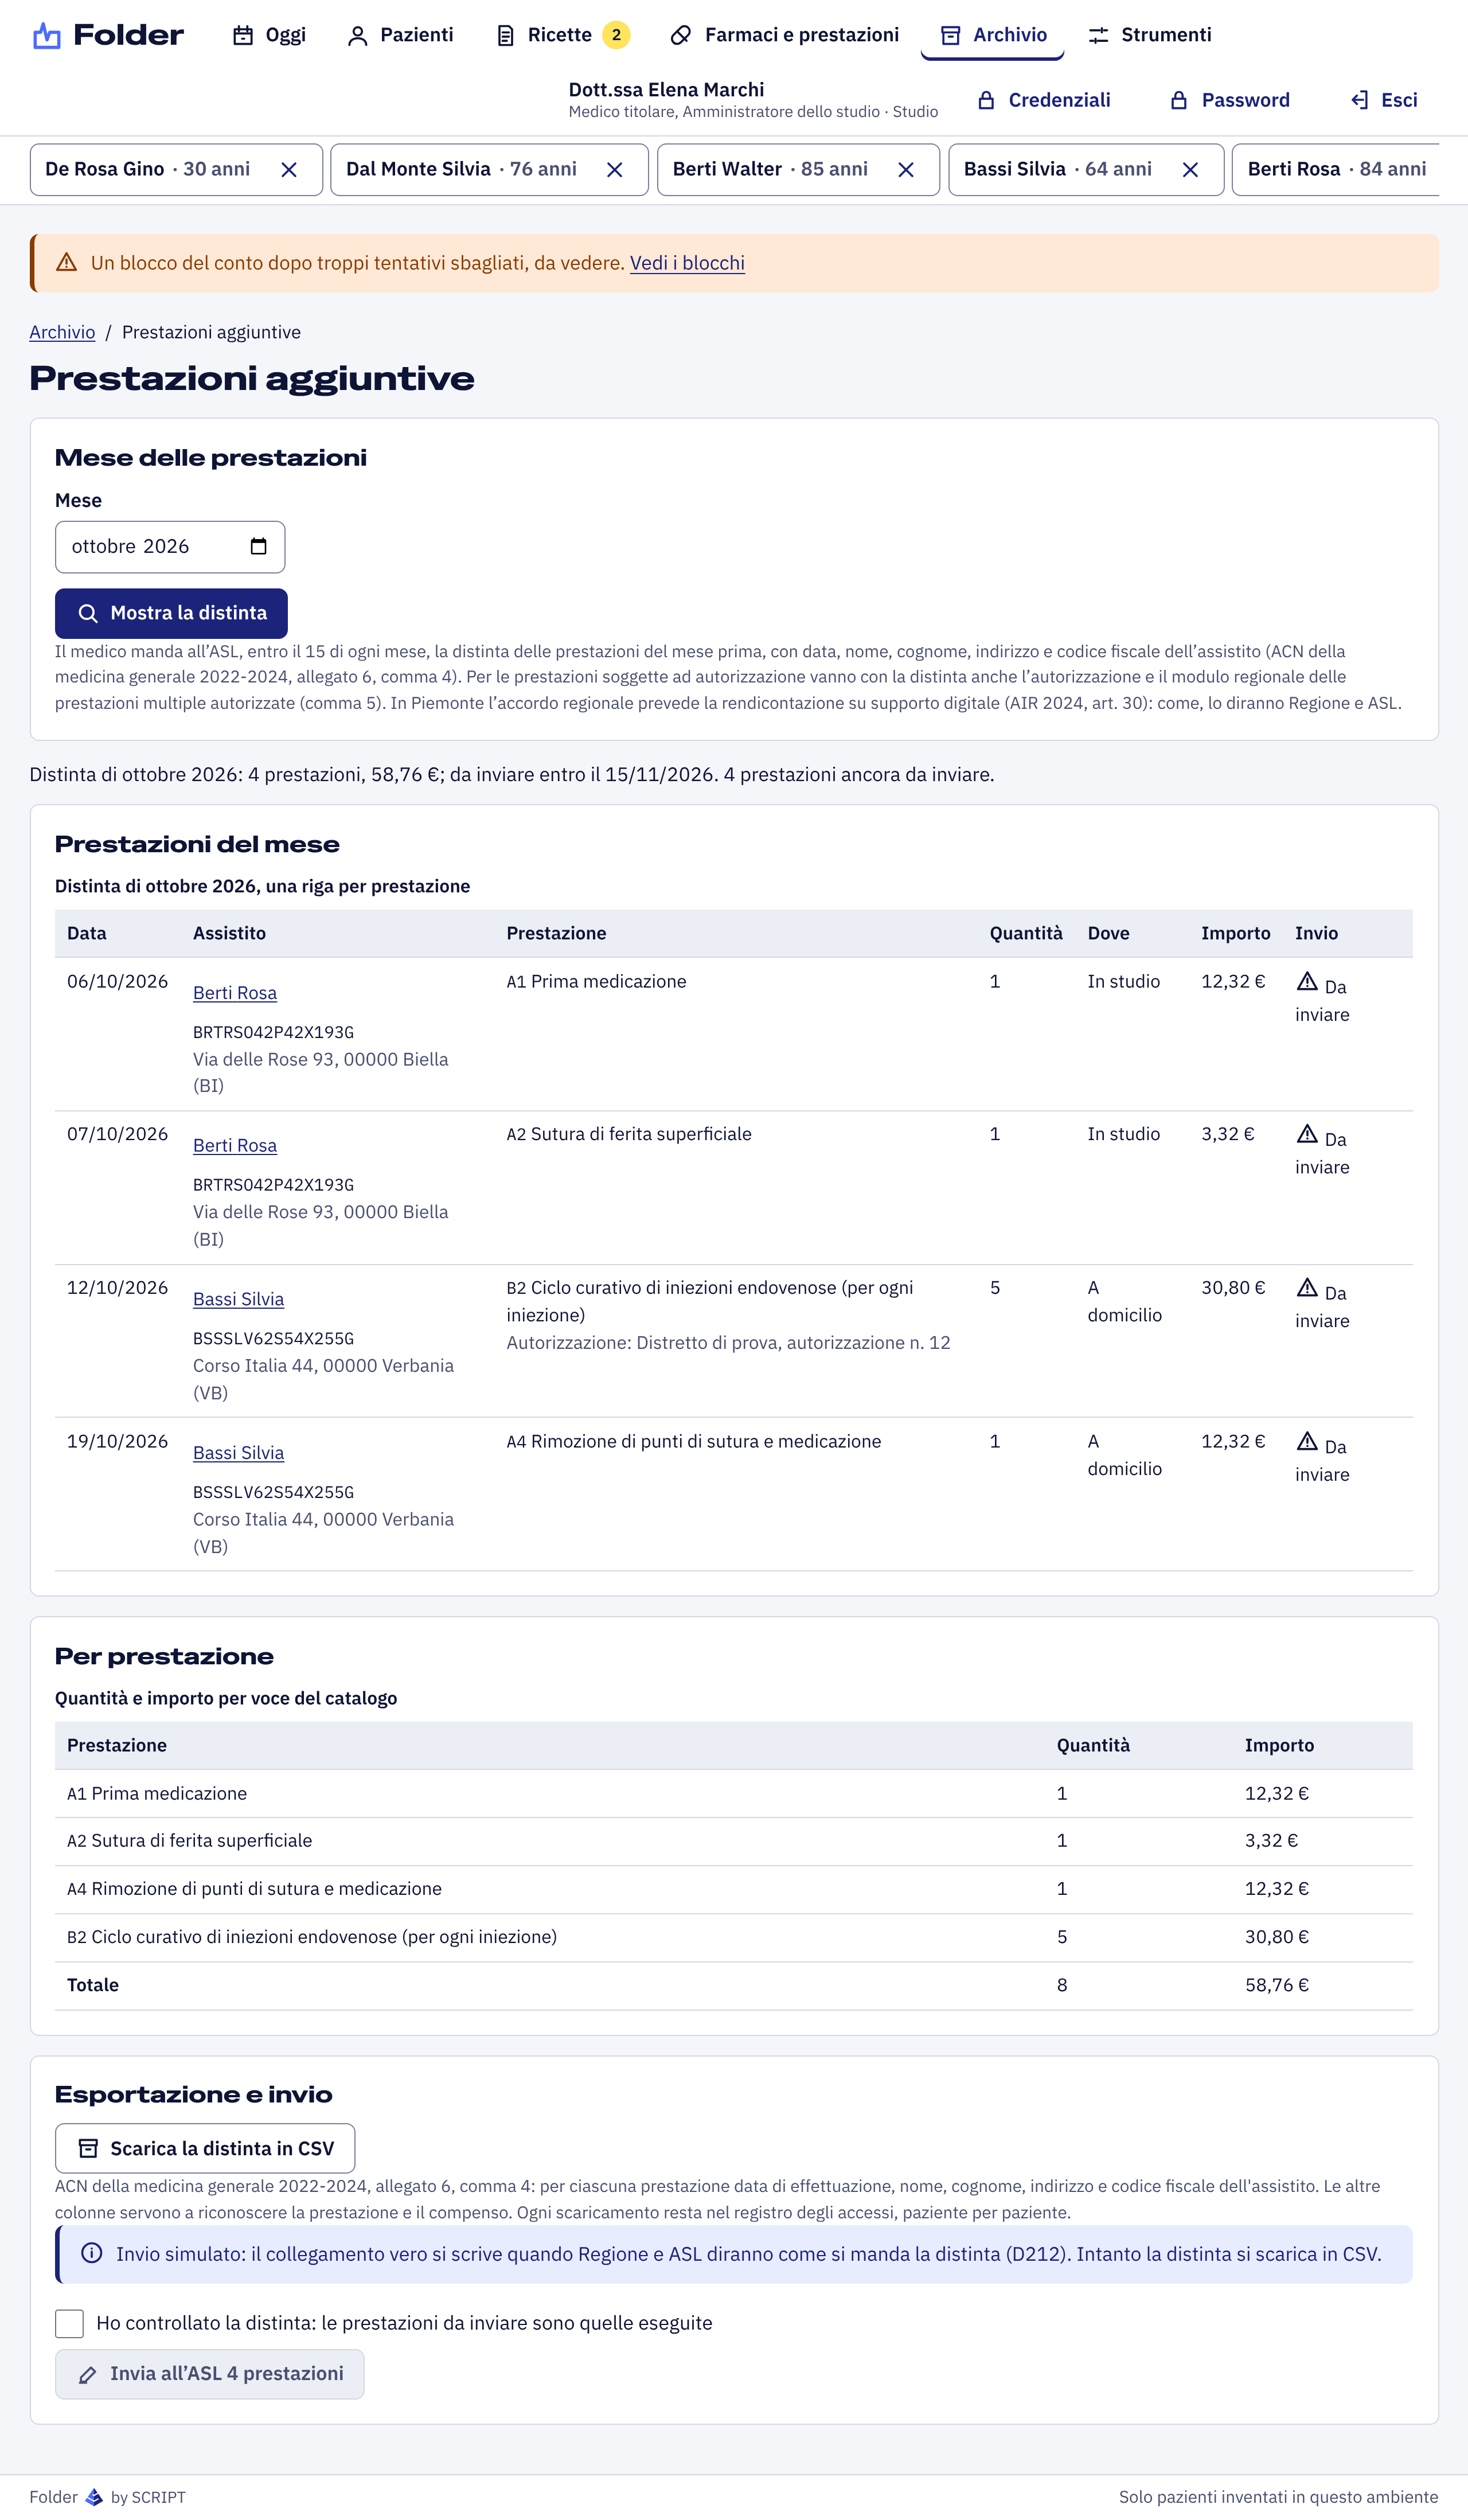 Folder
Oggi
Pazienti
Ricette 2
Farmaci e prestazioni
Archivio
Strumenti
Dott.ssa Elena Marchi
Medico titolare, Amministratore dello studio · Studio
Credenziali
Password
Esci
De Rosa Gino · 30 anni
Dal Monte Silvia · 76 anni
Berti Walter · 85 anni
Bassi Silvia · 64 anni
Berti Rosa · 84 anni
Un blocco del conto dopo troppi tentativi sbagliati, da vedere. Vedi i blocchi
Archivio / Prestazioni aggiuntive
Prestazioni aggiuntive
Mese delle prestazioni
Mese
ottobre 2026
Mostra la distinta
Il medico manda all’ASL, entro il 15 di ogni mese, la distinta delle prestazioni del mese prima, con data, nome, cognome, indirizzo e codice fiscale dell’assistito (ACN della
medicina generale 2022-2024, allegato 6, comma 4). Per le prestazioni soggette ad autorizzazione vanno con la distinta anche l’autorizzazione e il modulo regionale delle
prestazioni multiple autorizzate (comma 5). In Piemonte l’accordo regionale prevede la rendicontazione su supporto digitale (AIR 2024, art. 30): come, lo diranno Regione e ASL.
Distinta di ottobre 2026: 4 prestazioni, 58,76 €; da inviare entro il 15/11/2026. 4 prestazioni ancora da inviare.
Prestazioni del mese
Distinta di ottobre 2026, una riga per prestazione
Data Assistito Prestazione Quantità Dove Importo Invio
06/10/2026 Berti Rosa A1 Prima medicazione 1 In studio 12,32 € Da
inviare
BRTRSO42P42X193G
Via delle Rose 93, 00000 Biella
(BI)
07/10/2026 Berti Rosa A2 Sutura di ferita superficiale 1 In studio 3,32 € Da
inviare
BRTRSO42P42X193G
Via delle Rose 93, 00000 Biella
(BI)
12/10/2026 Bassi Silvia B2 Ciclo curativo di iniezioni endovenose (per ogni 5 A 30,80 € Da
iniezione) domicilio inviare
BSSSLV62S54X255G Autorizzazione: Distretto di prova, autorizzazione n. 12
Corso Italia 44, 00000 Verbania
(VB)
19/10/2026 Bassi Silvia A4 Rimozione di punti di sutura e medicazione 1 A 12,32 € Da
domicilio inviare
BSSSLV62S54X255G
Corso Italia 44, 00000 Verbania
(VB)
Per prestazione
Quantità e importo per voce del catalogo
Prestazione Quantità Importo
A1 Prima medicazione 1 12,32 €
A2 Sutura di ferita superficiale 1 3,32 €
A4 Rimozione di punti di sutura e medicazione 1 12,32 €
B2 Ciclo curativo di iniezioni endovenose (per ogni iniezione) 5 30,80 €
Totale 8 58,76 €
Esportazione e invio
Scarica la distinta in CSV
ACN della medicina generale 2022-2024, allegato 6, comma 4: per ciascuna prestazione data di effettuazione, nome, cognome, indirizzo e codice fiscale dell'assistito. Le altre
colonne servono a riconoscere la prestazione e il compenso. Ogni scaricamento resta nel registro degli accessi, paziente per paziente.
Invio simulato: il collegamento vero si scrive quando Regione e ASL diranno come si manda la distinta (D212). Intanto la distinta si scarica in CSV.
Ho controllato la distinta: le prestazioni da inviare sono quelle eseguite
Invia all’ASL 4 prestazioni
Folder by SCRIPT
Solo pazienti inventati in questo ambiente